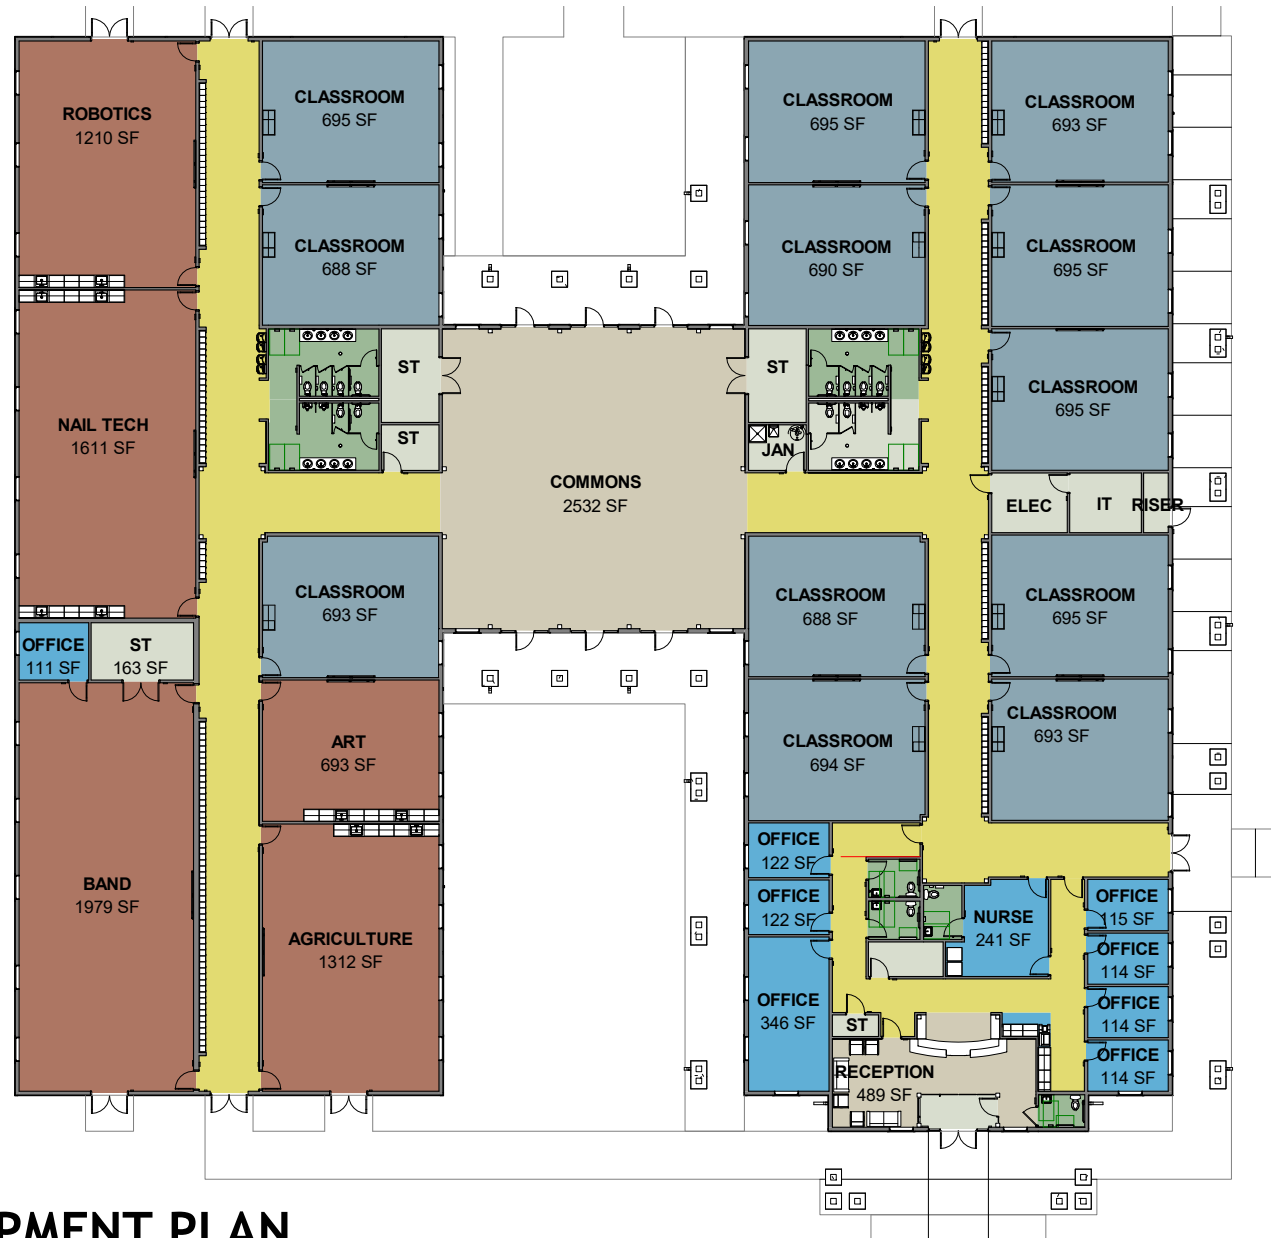 ROBOTICS
1210 SF
CLASSROOM
695 SF
CLASSROOM
695 SF
CLASSROOM
693 SF
CLASSROOM
688 SF
CLASSROOM
690 SF
CLASSROOM
695 SF
NAIL TECH
1611 SF
ST
ST
ST
JAN
CLASSROOM
695 SF
COMMONS
2532 SF
ELEC
IT
RISER
CLASSROOM
693 SF
CLASSROOM
688 SF
CLASSROOM
695 SF
OFFICE
111 SF
ST
163 SF
ART
693 SF
CLASSROOM
694 SF
CLASSROOM
693 SF
BAND
1979 SF
AGRICULTURE
1312 SF
OFFICE
122 SF
OFFICE
122 SF
OFFICE
346 SF
NURSE
241 SF
OFFICE
115 SF
OFFICE
114 SF
OFFICE
114 SF
OFFICE
114 SF
ST
RECEPTION
489 SF
PMENT PLAN